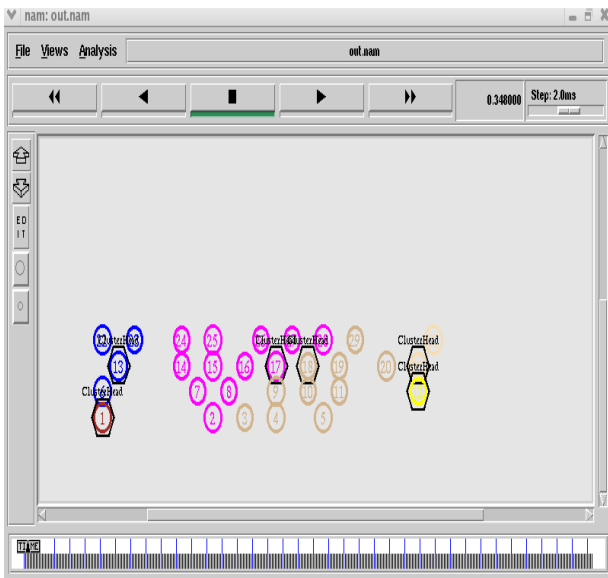 nam: out.nam
File Views Analysis out.nam
0.348000 Step: 2.0ms
ED
IT
ClusterHead ClusterHead ClusterHead
24 25 29
13 14 15 16 17 18 19 20
ClusterHead 7 8 9 10 11
1 2 3 4 5
TIME